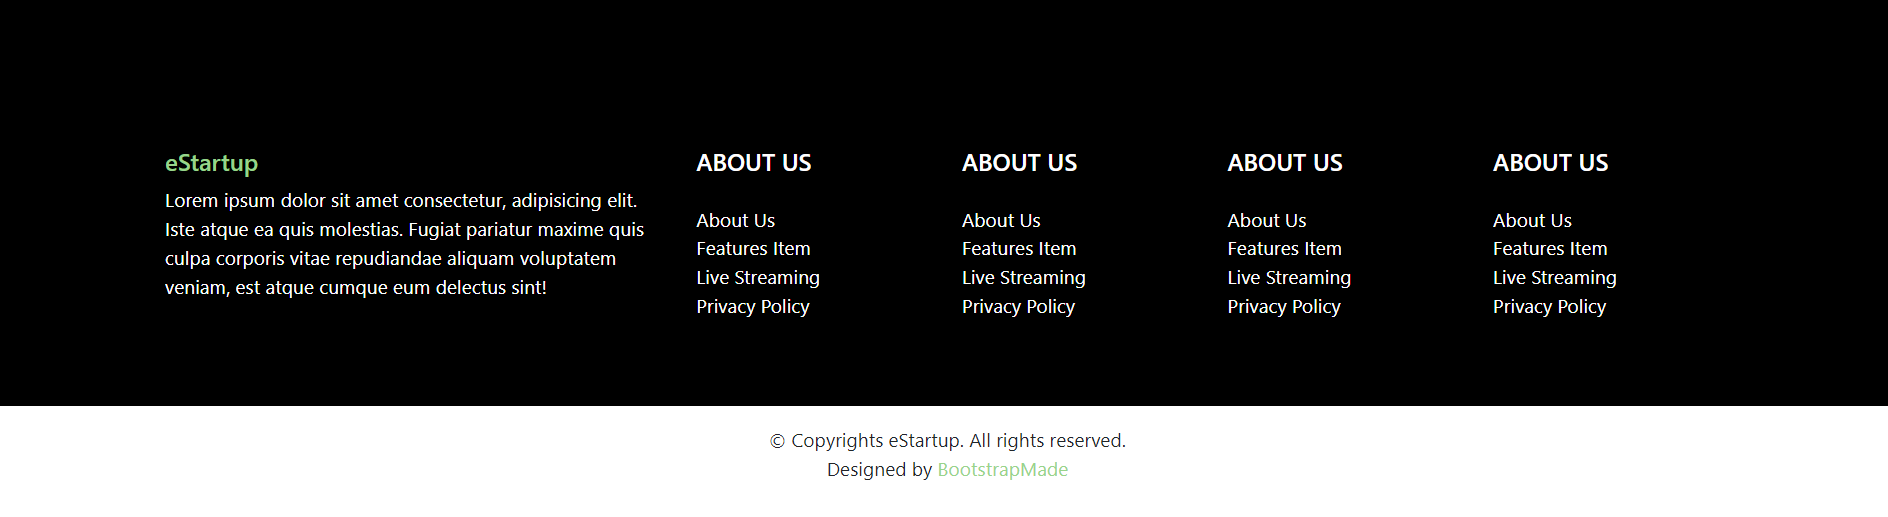 eStartup
Lorem ipsum dolor sit amet consectetur, adipisicing elit.
Iste atque ea quis molestias. Fugiat pariatur maxime quis
culpa corporis vitae repudiandae aliquam voluptatem
veniam, est atque cumque eum delectus sint!
ABOUT US
About Us
Features Item
Live Streaming
Privacy Policy
ABOUT US
About Us
Features Item
Live Streaming
Privacy Policy
ABOUT US
About Us
Features Item
Live Streaming
Privacy Policy
ABOUT US
About Us
Features Item
Live Streaming
Privacy Policy
© Copyrights eStartup. All rights reserved.
Designed by BootstrapMade